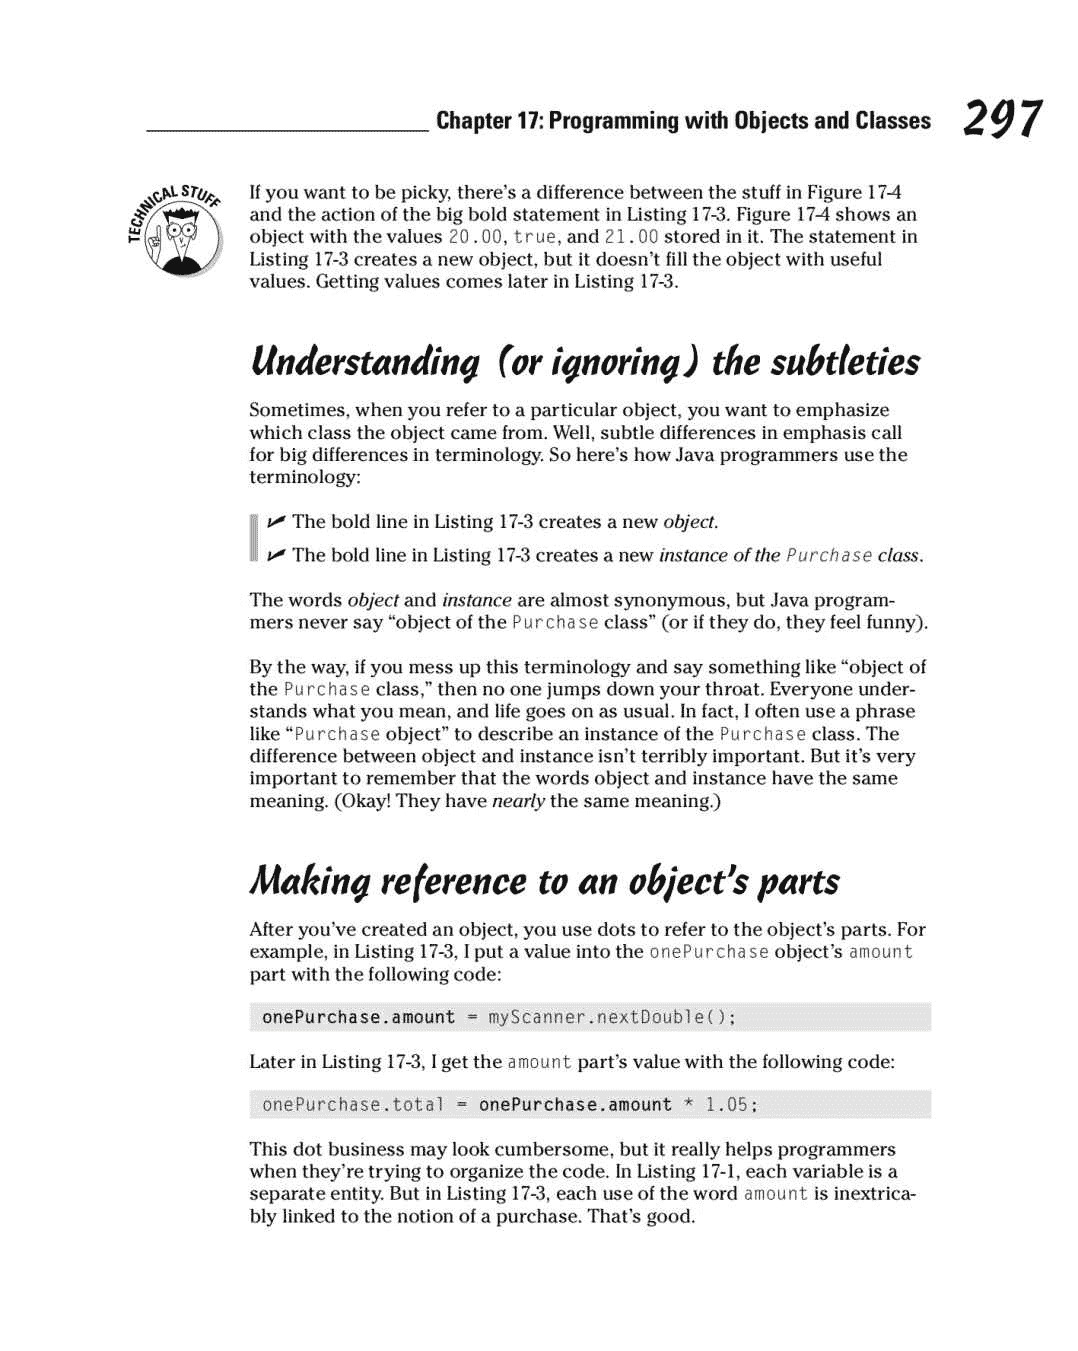 Chapter 17: Programming with Objects and Classes 297
TECHNICAL STUFF
If you want to be picky, there's a difference between the stuff in Figure 17-4
and the action of the big bold statement in Listing 17-3. Figure 17-4 shows an
object with the values 20.00, true, and 21.00 stored in it. The statement in
Listing 17-3 creates a new object, but it doesn't fill the object with useful
values. Getting values comes later in Listing 17-3.
Understanding (or ignoring) the subtleties
Sometimes, when you refer to a particular object, you want to emphasize
which class the object came from. Well, subtle differences in emphasis call
for big differences in terminology. So here's how Java programmers use the
terminology:
✓ The bold line in Listing 17-3 creates a new object.
✓ The bold line in Listing 17-3 creates a new instance of the Purchase class.
The words object and instance are almost synonymous, but Java program-
mers never say “object of the Purchase class” (or if they do, they feel funny).
By the way, if you mess up this terminology and say something like “object of
the Purchase class,” then no one jumps down your throat. Everyone under-
stands what you mean, and life goes on as usual. In fact, I often use a phrase
like “Purchase object” to describe an instance of the Purchase class. The
difference between object and instance isn't terribly important. But it's very
important to remember that the words object and instance have the same
meaning. (Okay! They have nearly the same meaning.)
Making reference to an object's parts
After you've created an object, you use dots to refer to the object's parts. For
example, in Listing 17-3, I put a value into the onePurchase object's amount
part with the following code:
onePurchase.amount = myScanner.nextDouble();
Later in Listing 17-3, I get the amount part's value with the following code:
onePurchase.total = onePurchase.amount * 1.05;
This dot business may look cumbersome, but it really helps programmers
when they're trying to organize the code. In Listing 17-1, each variable is a
separate entity. But in Listing 17-3, each use of the word amount is inextrica-
bly linked to the notion of a purchase. That's good.